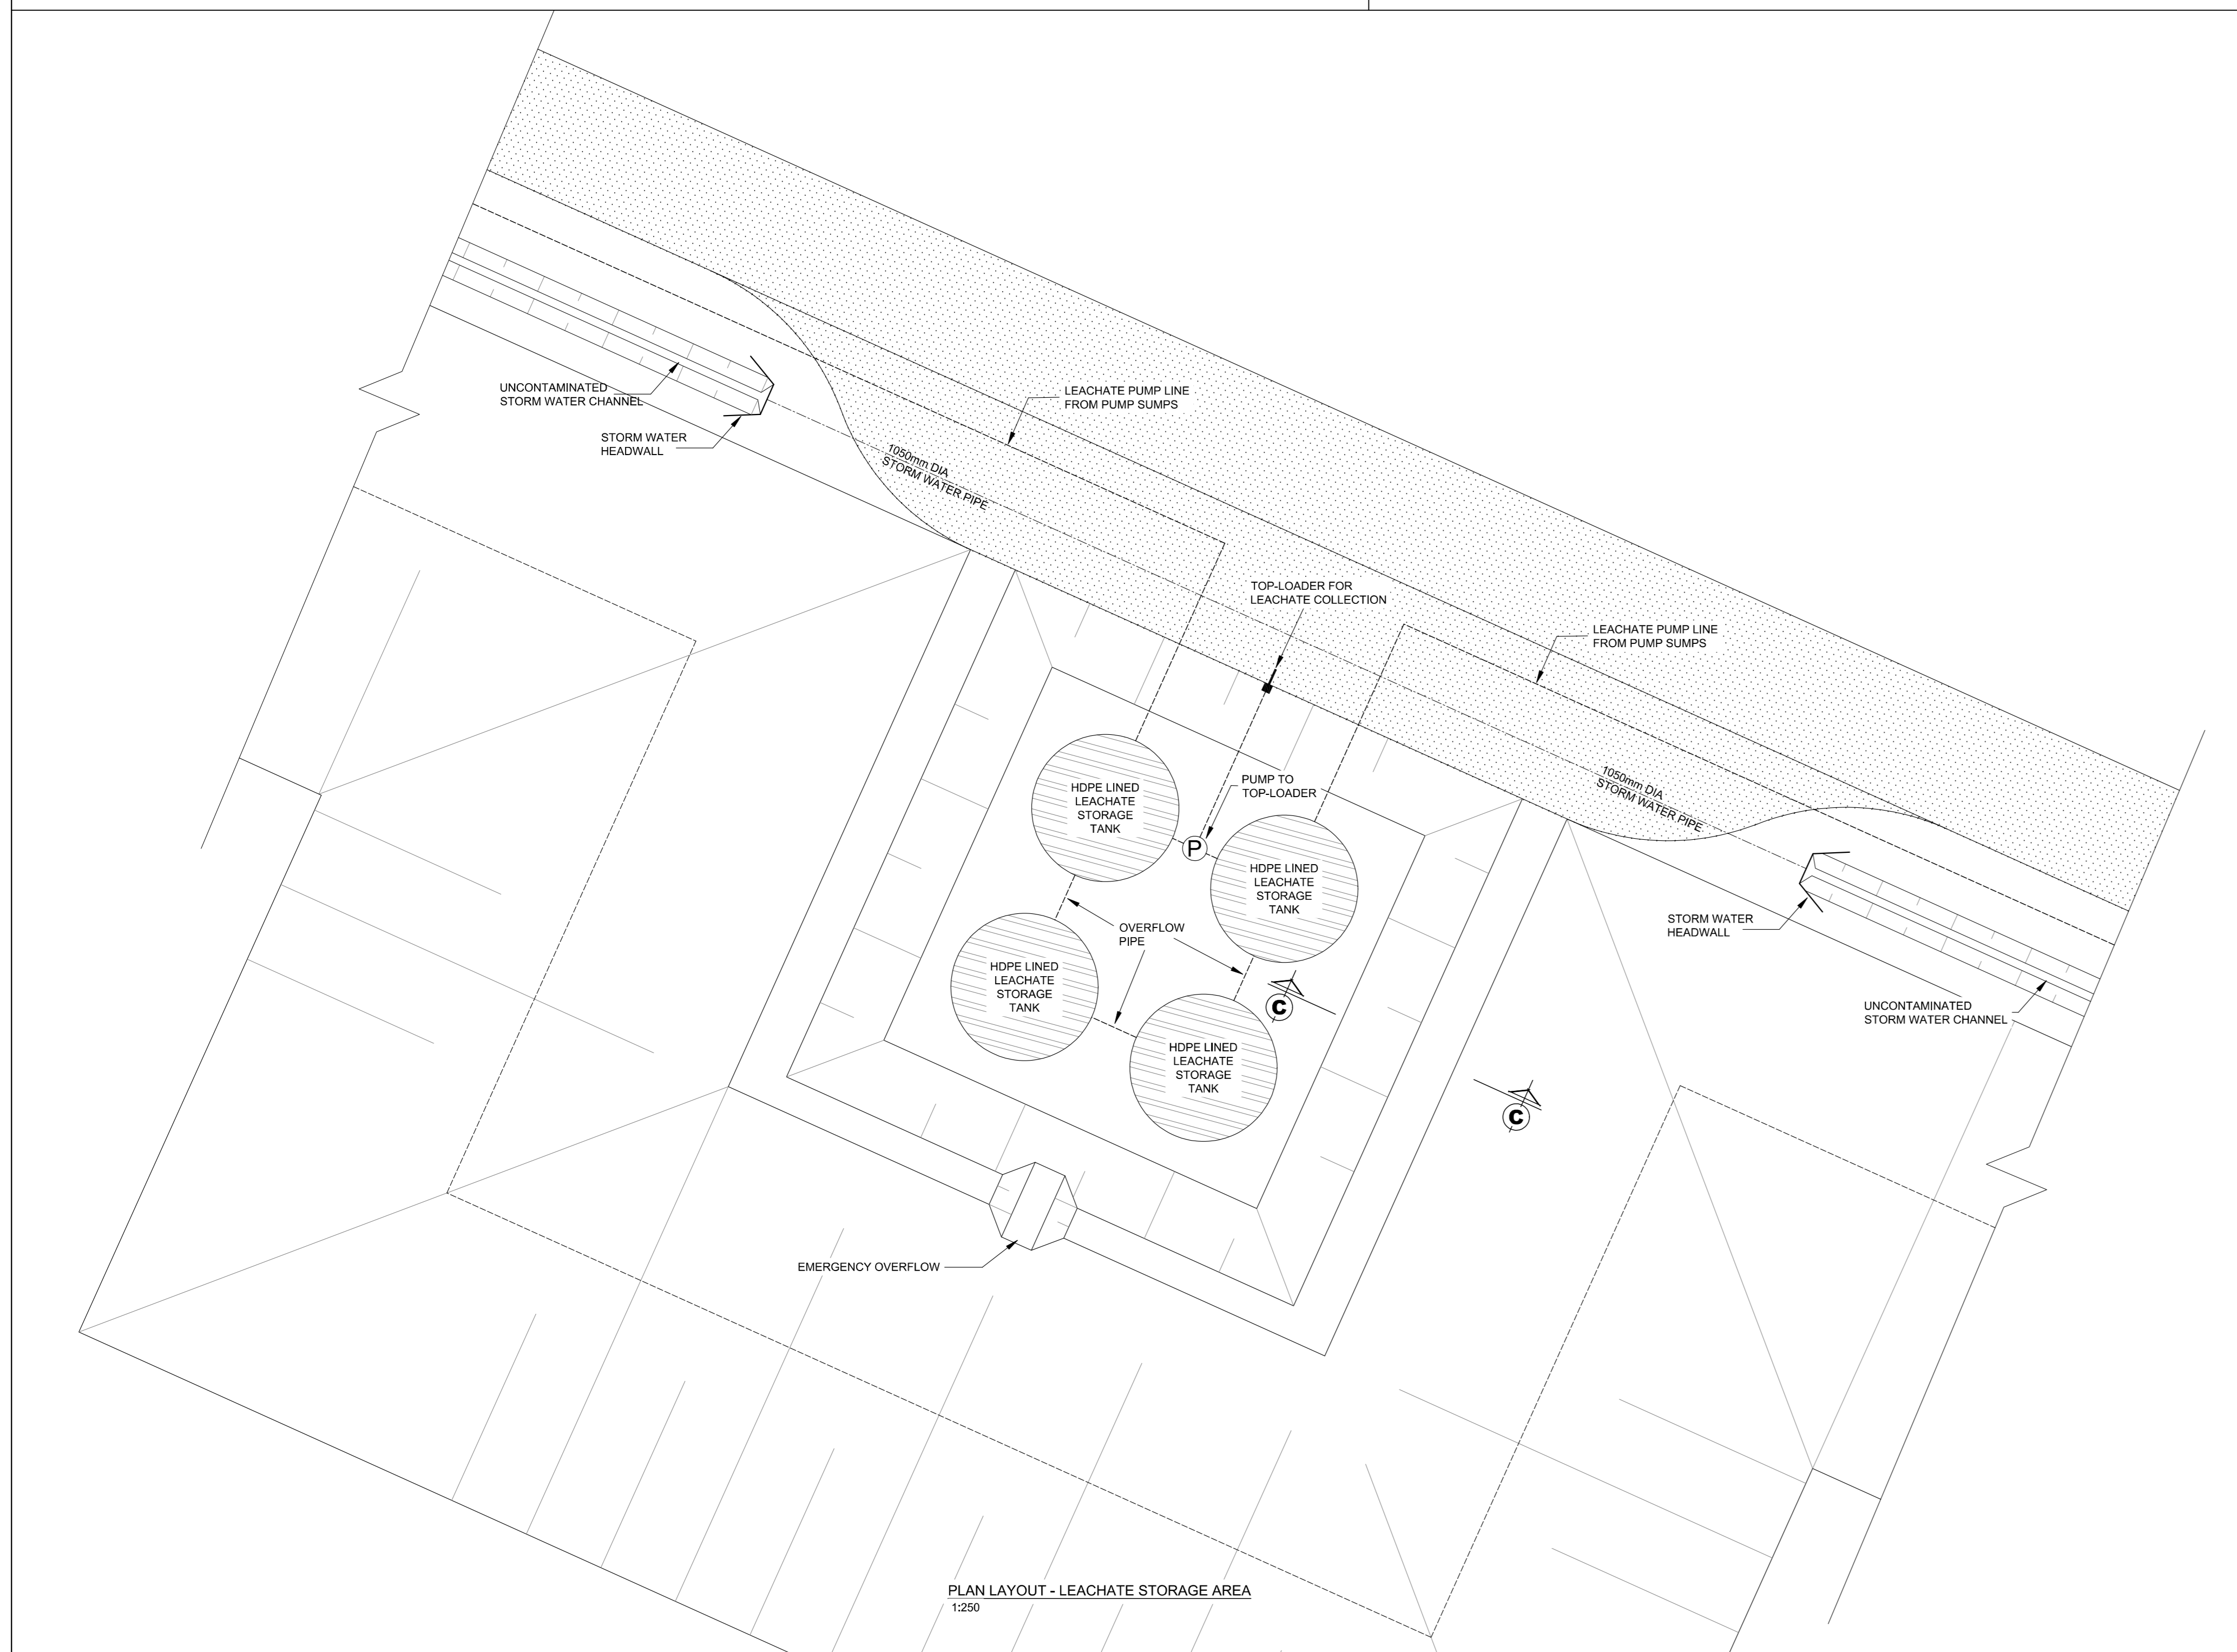 UNCONTAMINATED
STORM WATER CHANNEL
STORM WATER
HEADWALL
LEACHATE PUMP LINE
FROM PUMP SUMPS
1050mm DIA
STORM WATER PIPE
TOP-LOADER FOR
LEACHATE COLLECTION
LEACHATE PUMP LINE
FROM PUMP SUMPS
1050mm DIA
STORM WATER PIPE
HDPE LINED
LEACHATE
STORAGE
TANK
PUMP TO
TOP-LOADER
P
HDPE LINED
LEACHATE
STORAGE
TANK
OVERFLOW
PIPE
HDPE LINED
LEACHATE
STORAGE
TANK
C
HDPE LINED
LEACHATE
STORAGE
TANK
C
STORM WATER
HEADWALL
UNCONTAMINATED
STORM WATER CHANNEL
EMERGENCY OVERFLOW
PLAN LAYOUT - LEACHATE STORAGE AREA
1:250